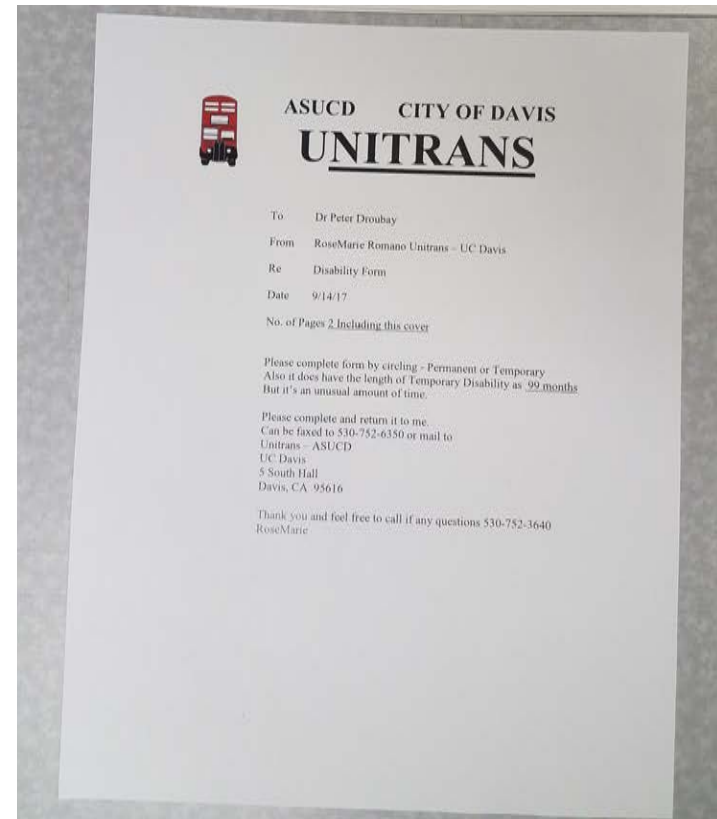 ASUCD CITY OF DAVIS
UNITRANS
To Dr Peter Droubay
From RoseMarie Romano Unitrans – UC Davis
Re Disability Form
Date 9/14/17
No. of Pages 2 Including this cover
Please complete form by circling - Permanent or Temporary
Also it does have the length of Temporary Disability as 99 months
But it's an unusual amount of time.
Please complete and return it to me.
Can be faxed to 530-752-6350 or mail to
Unitrans – ASUCD
UC Davis
5 South Hall
Davis, CA 95616
Thank you and feel free to call if any questions 530-752-3640
RoseMarie